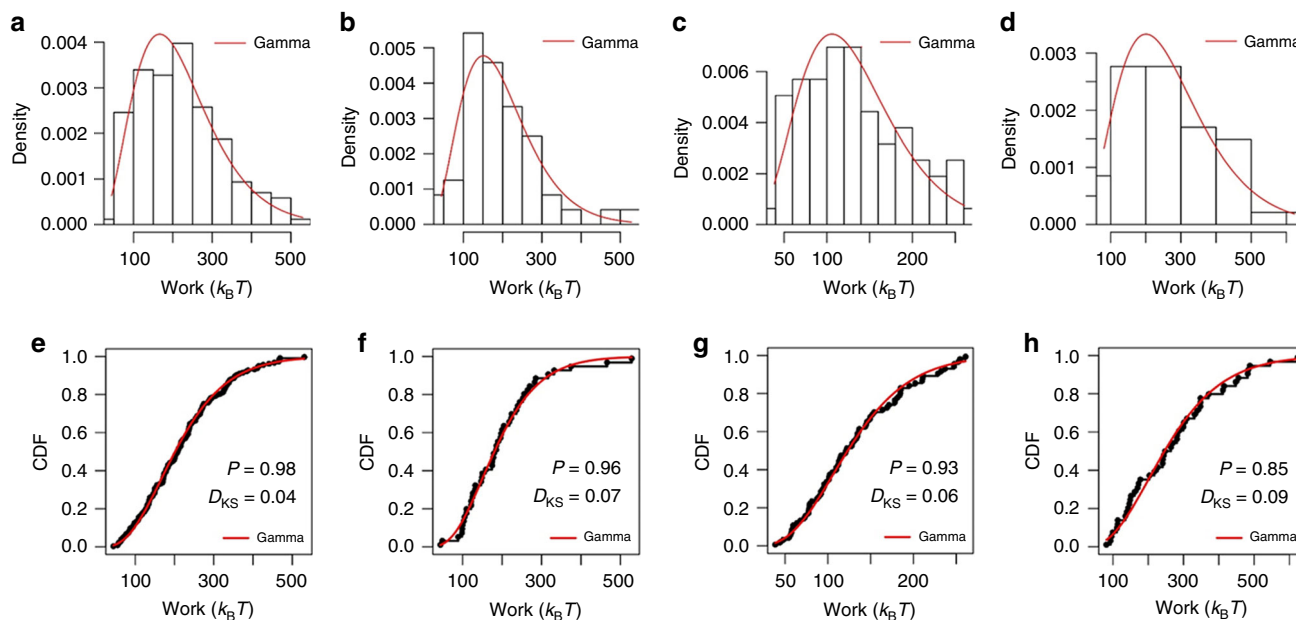 a
0.004
0.003
0.002
0.001
0.000
Density
Gamma
100 300 500
Work (kBT)
b
0.005
0.004
0.003
0.002
0.001
0.000
Density
Gamma
100 300 500
Work (kBT)
c
0.006
0.004
0.002
0.000
Density
Gamma
50 100 200
Work (kBT)
d
0.003
0.002
0.001
0.000
Density
Gamma
100 300 500
Work (kBT)
e
1.0
0.8
0.6
0.4
0.2
0.0
CDF
P = 0.98
DKS = 0.04
Gamma
100 300 500
Work (kBT)
f
1.0
0.8
0.6
0.4
0.2
0.0
CDF
P = 0.96
DKS = 0.07
Gamma
100 300 500
Work (kBT)
g
1.0
0.8
0.6
0.4
0.2
0.0
CDF
P = 0.93
DKS = 0.06
Gamma
50 100 200
Work (kBT)
h
1.0
0.8
0.6
0.4
0.2
0.0
CDF
P = 0.85
DKS = 0.09
Gamma
100 300 500
Work (kBT)